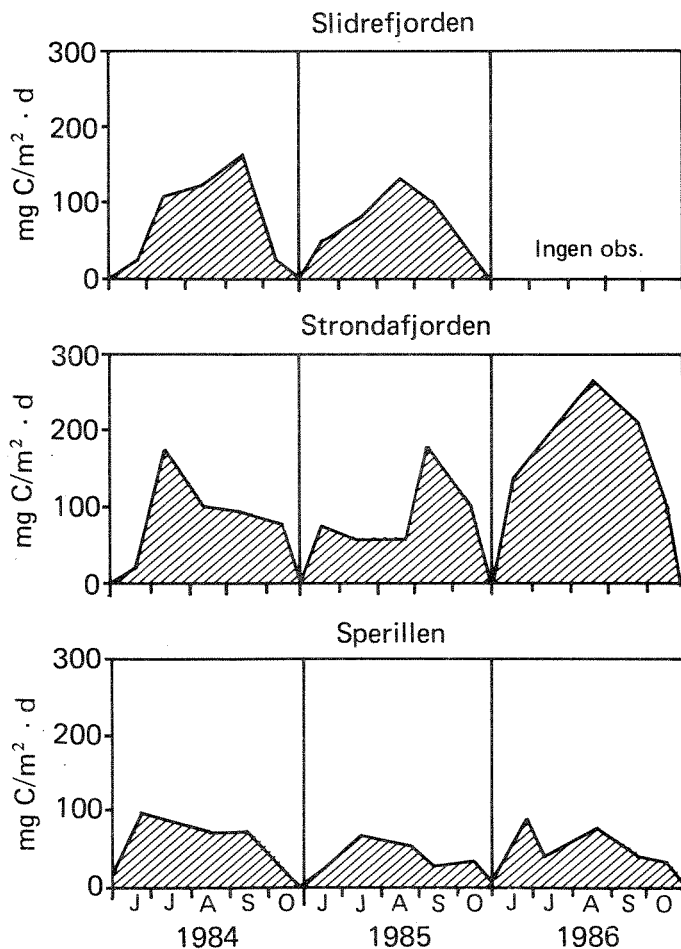 Slidrefjorden
mg C/m² · d
300
200
100
0
Ingen obs.
Strondafjorden
mg C/m² · d
300
200
100
0
Sperillen
mg C/m² · d
300
200
100
0
J J A S O J J A S O J J A S O
1984 1985 1986